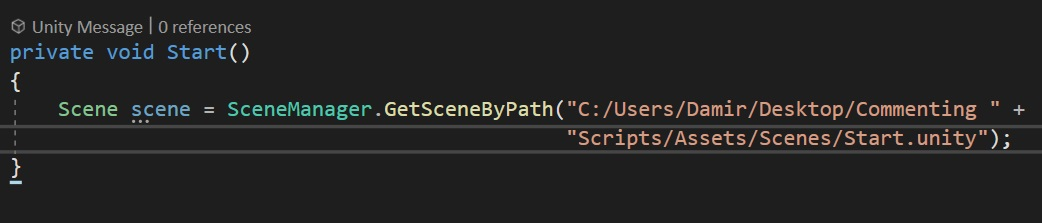 Unity Message | 0 references
private void Start()
{
Scene scene = SceneManager.GetSceneByPath("C:/Users/Damir/Desktop/Commenting " +
"Scripts/Assets/Scenes/Start.unity");
}